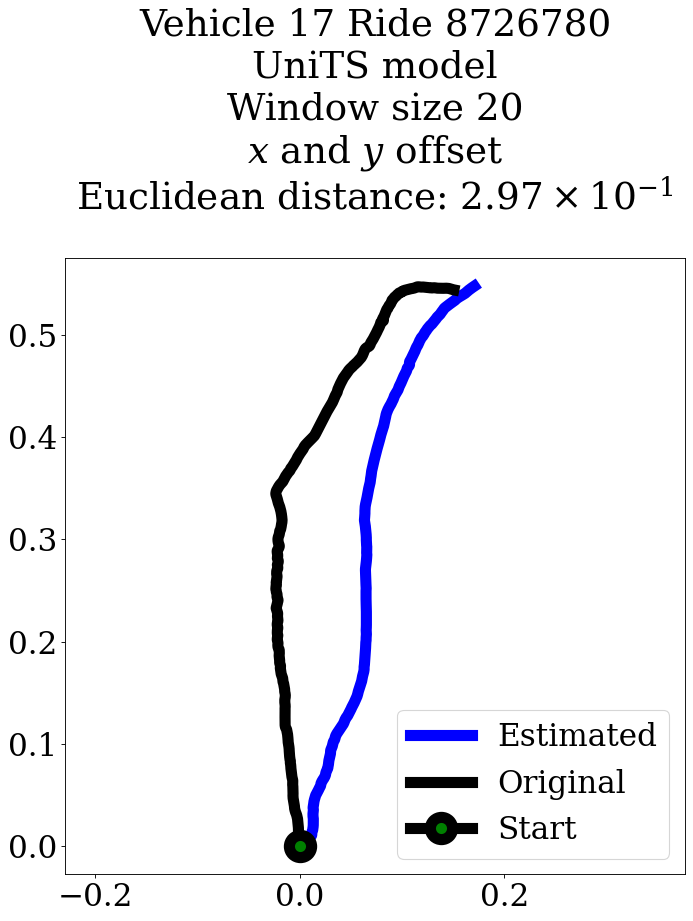 Vehicle 17 Ride 8726780
UniTS model
Window size 20
x and y offset
Euclidean distance: 2.97 × 10⁻¹
0.5
0.4
0.3
0.2
0.1
0.0
−0.2
0.0
0.2
Estimated
Original
Start